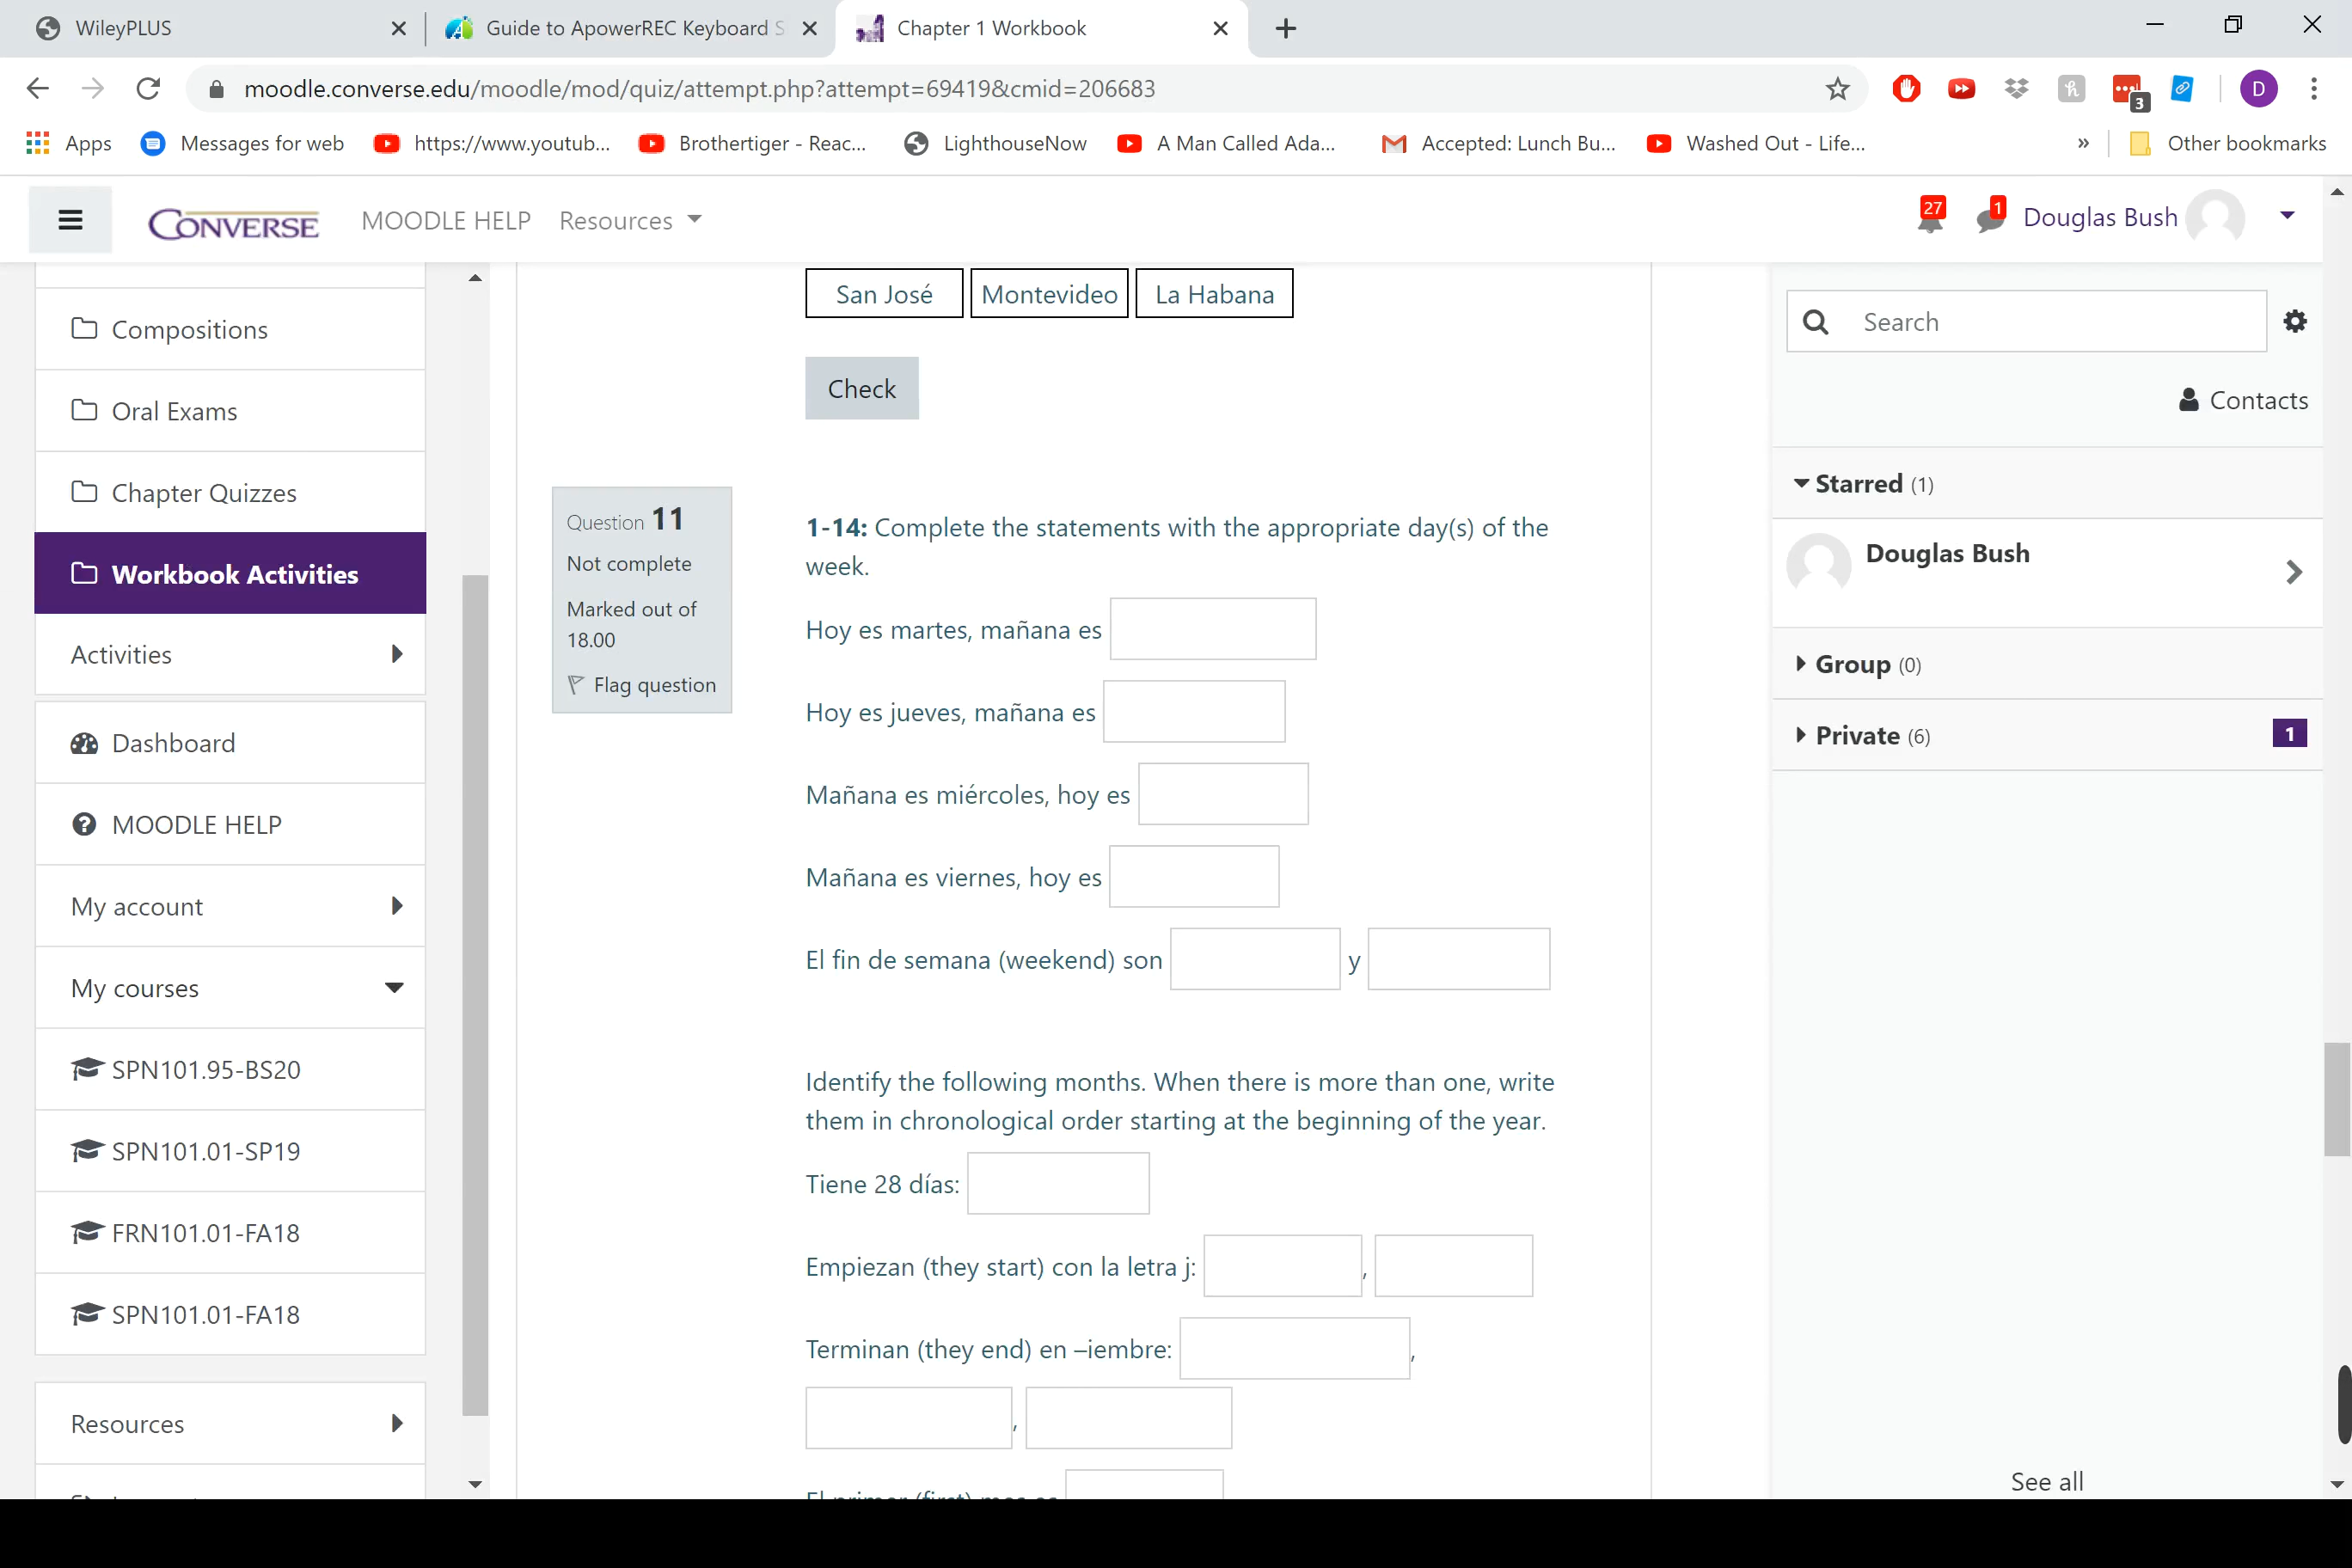 WileyPLUS
Guide to ApowerREC Keyboard S
Chapter 1 Workbook
moodle.converse.edu/moodle/mod/quiz/attempt.php?attempt=69419&cmid=206683
3
D
Apps
Messages for web
https://www.youtub...
Brothertiger - Reac...
LighthouseNow
A Man Called Ada...
Accepted: Lunch Bu...
Washed Out - Life...
»
Other bookmarks
CONVERSE
MOODLE HELP
Resources
27
1
Douglas Bush
Compositions
Oral Exams
Chapter Quizzes
Workbook Activities
Activities
Dashboard
MOODLE HELP
My account
My courses
SPN101.95-BS20
SPN101.01-SP19
FRN101.01-FA18
SPN101.01-FA18
Resources
San José
Montevideo
La Habana
Check
Question 11
Not complete
Marked out of
18.00
Flag question
1-14: Complete the statements with the appropriate day(s) of the
week.
Hoy es martes, mañana es
Hoy es jueves, mañana es
Mañana es miércoles, hoy es
Mañana es viernes, hoy es
El fin de semana (weekend) son y
Identify the following months. When there is more than one, write
them in chronological order starting at the beginning of the year.
Tiene 28 días:
Empiezan (they start) con la letra j: ,
Terminan (they end) en –iembre: ,
,
El primer (first) mes es
Search
Contacts
Starred (1)
Douglas Bush
Group (0)
Private (6)
1
See all